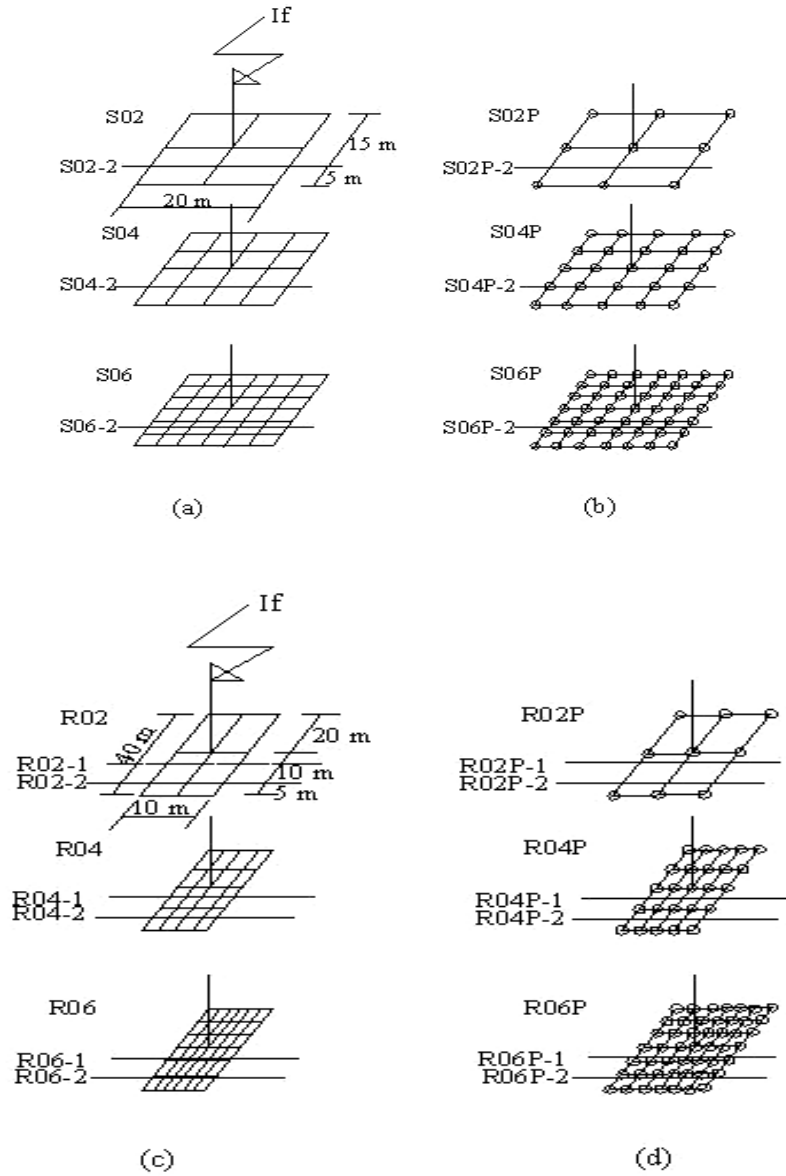 If
S02
15 m
S02-2
5 m
20 m
S04
S04-2
S06
S06-2
(a)
S02P
S02P-2
S04P
S04P-2
S06P
S06P-2
(b)
If
R02
40 m
20 m
R02-1
10 m
R02-2
5 m
10 m
R04
R04-1
R04-2
R06
R06-1
R06-2
(c)
R02P
R02P-1
R02P-2
R04P
R04P-1
R04P-2
R06P
R06P-1
R06P-2
(d)